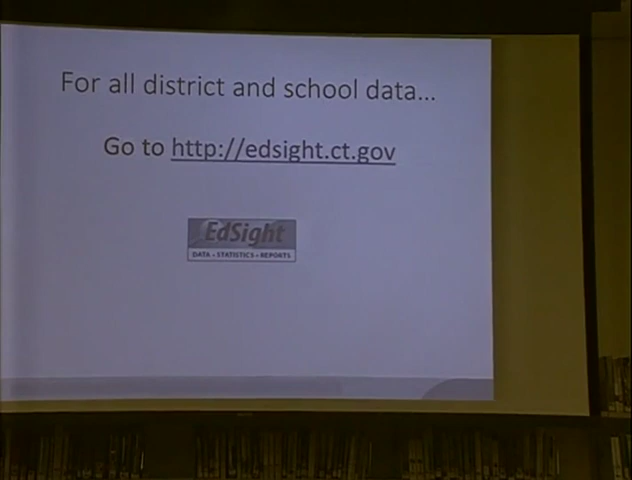 For all district and school data...
Go to http://edsight.ct.gov
EdSight
DATA • STATISTICS • REPORTS